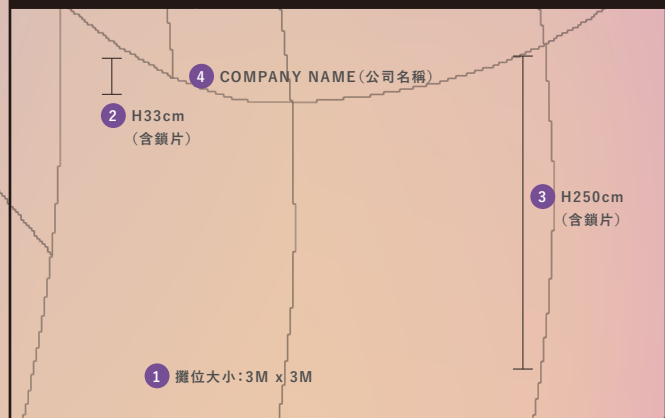 4 COMPANY NAME（公司名稱）
2 H33cm
（含鎖片）
3 H250cm
（含鎖片）
1 攤位大小：3M x 3M